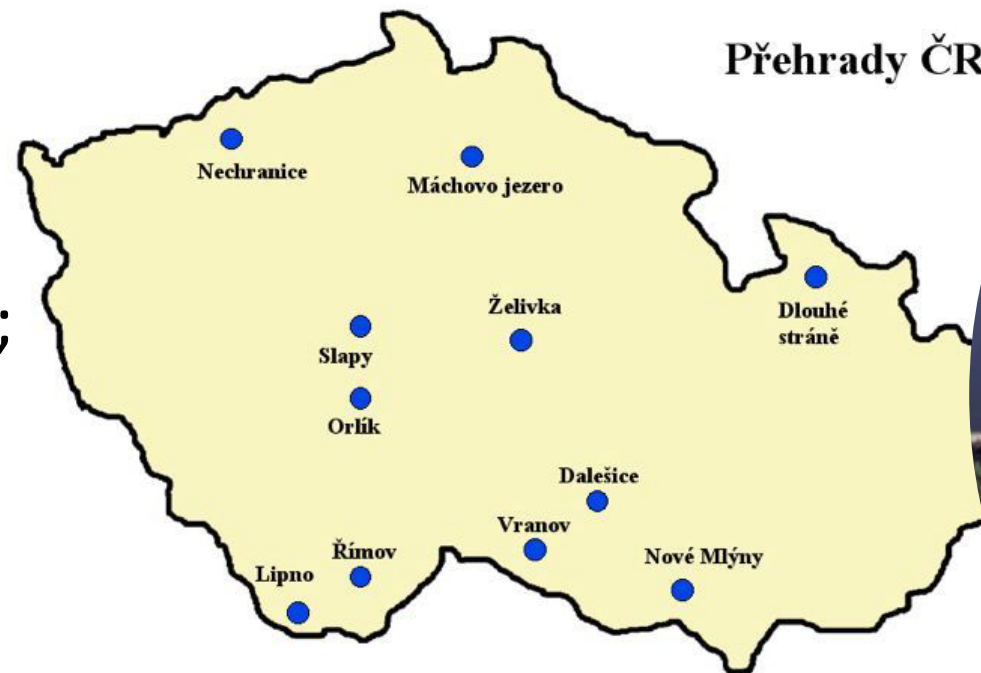 Přehrady ČR
Nechranice
Máchovo jezero
Dlouhé
stráně
Želivka
;
Slapy
Orlík
Dalešice
Vranov
Nové Mlýny
Římov
Lipno